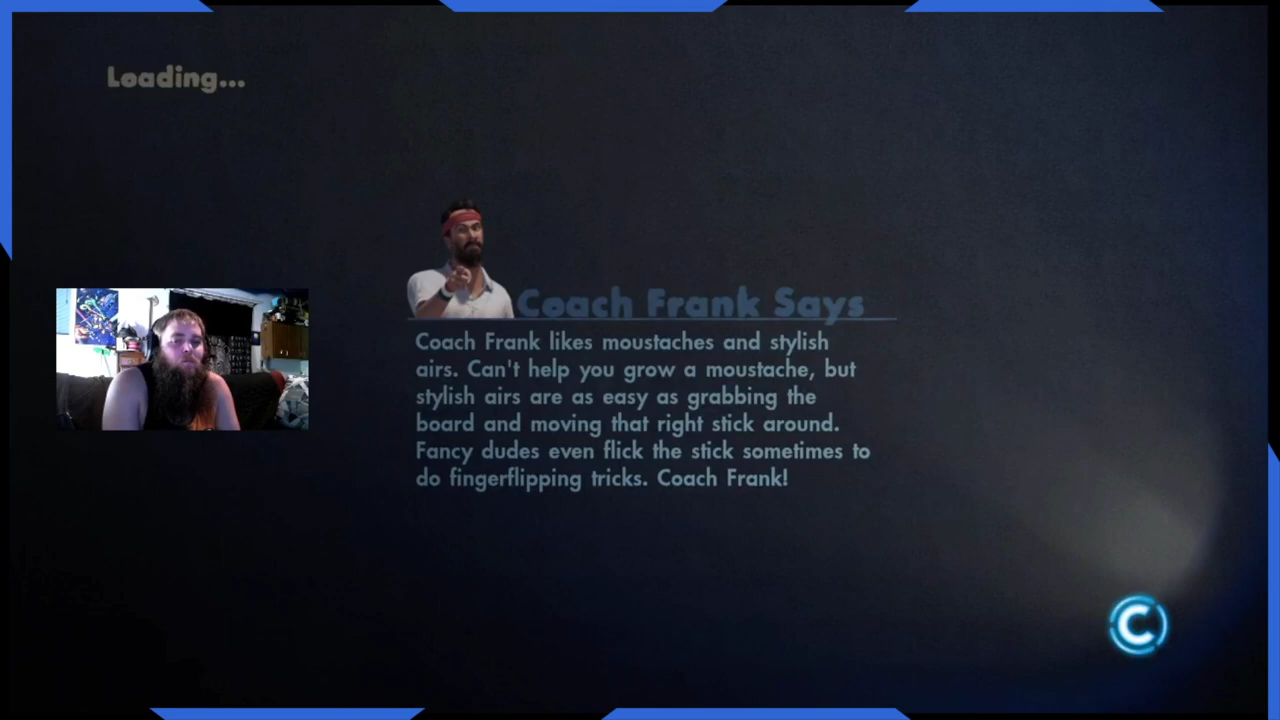 Loading...
Coach Frank Says
Coach Frank likes moustaches and stylish
airs. Can't help you grow a moustache, but
stylish airs are as easy as grabbing the
board and moving that right stick around.
Fancy dudes even flick the stick sometimes to
do fingerflipping tricks. Coach Frank!
C